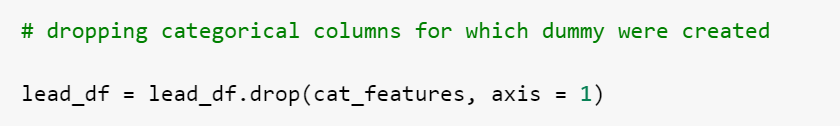 # dropping categorical columns for which dummy were created
lead_df = lead_df.drop(cat_features, axis = 1)